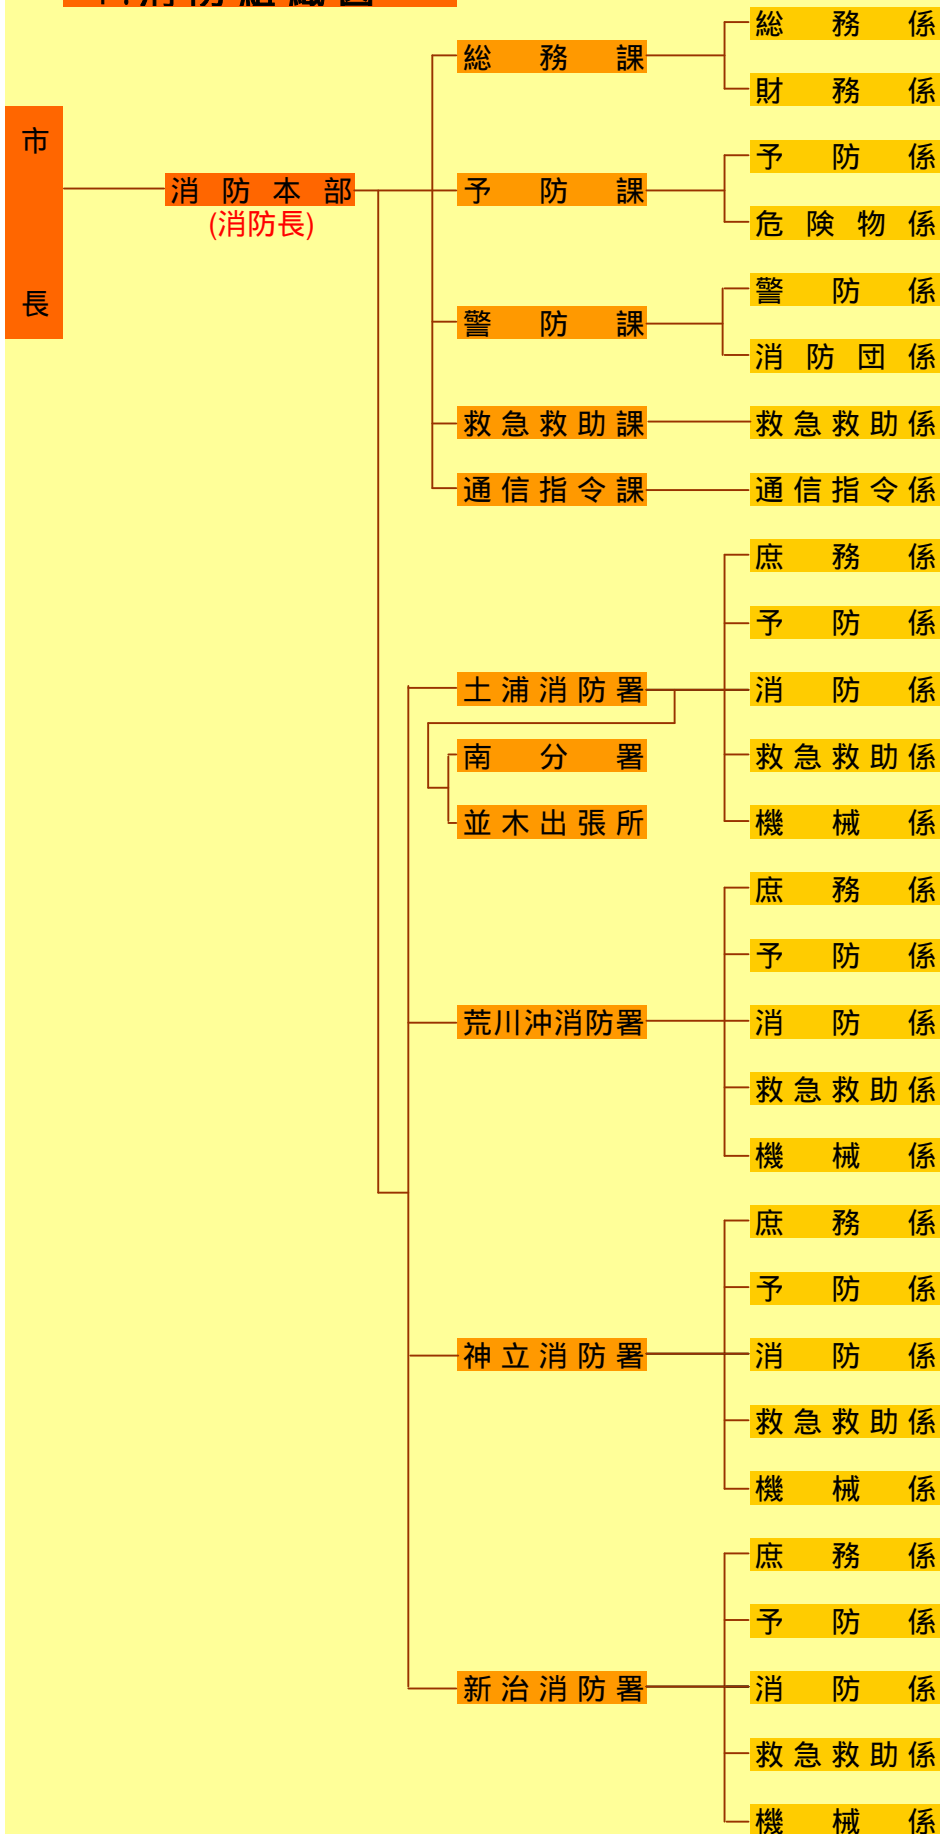 消防組織図
総務係
総務課
財務係
市長
予防係
消防本部
予防課
(消防長)
危険物係
警防係
警防課
消防団係
救急救助課
救急救助係
通信指令課
通信指令係
庶務係
予防係
土浦消防署
消防係
南分署
救急救助係
並木出張所
機械係
庶務係
予防係
荒川沖消防署
消防係
救急救助係
機械係
庶務係
予防係
神立消防署
消防係
救急救助係
機械係
庶務係
予防係
新治消防署
消防係
救急救助係
機械係